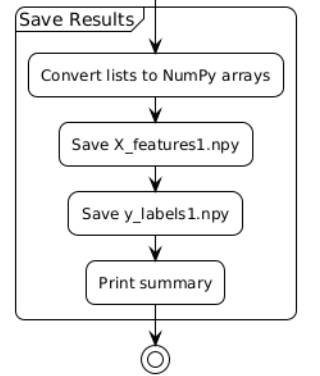 Save Results
Convert lists to NumPy arrays
Save X_features1.npy
Save y_labels1.npy
Print summary